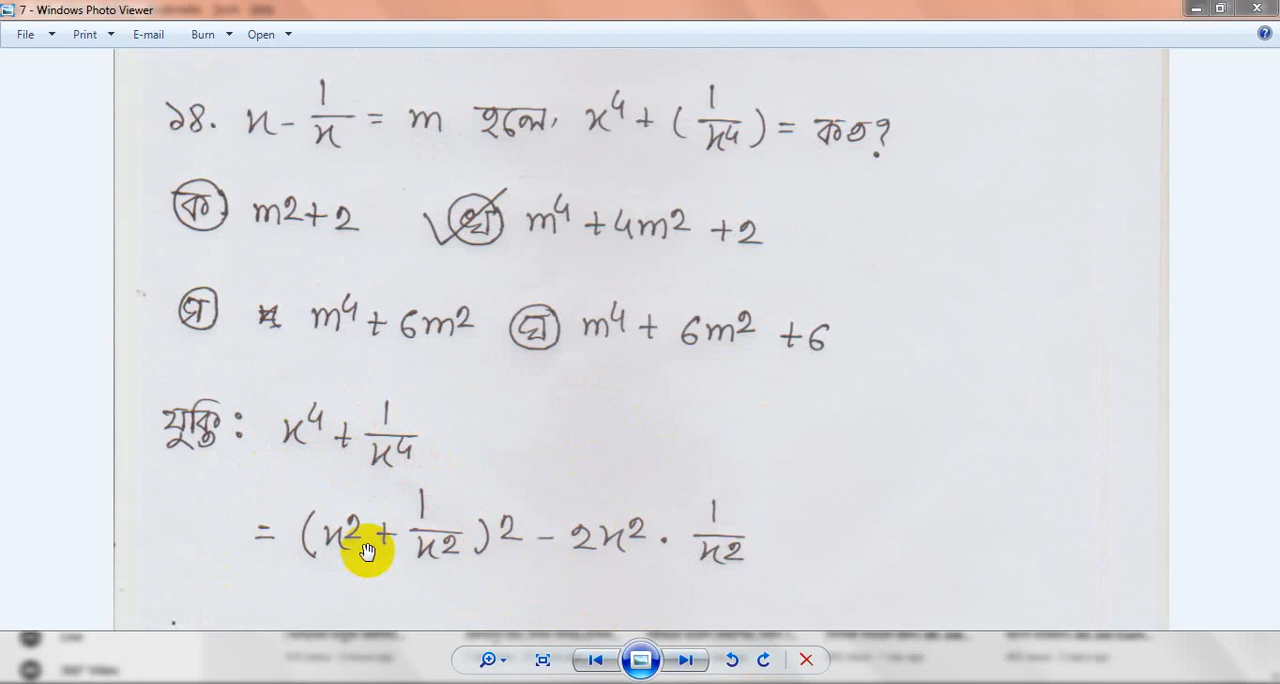 7 - Windows Photo Viewer
File Print E-mail Burn Open
১৪. x - 1/x = m হলে, x⁴ + (1/x⁴) = কত?
ক m2+2 খ m⁴ + 4m² + 2
গ m⁴ + 6m² ঘ m⁴ + 6m² + 6
যুক্তি: x⁴ + 1/x⁴
= (x² + 1/x²)² - 2x² . 1/x²